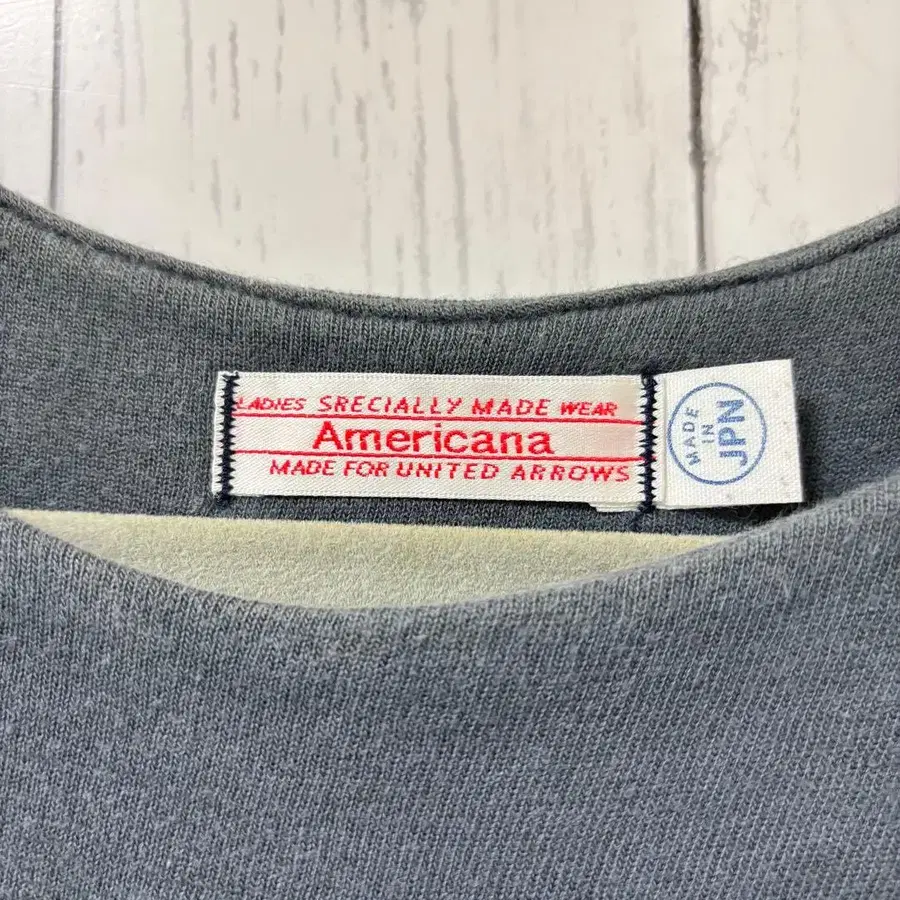 LADIES SRECIALLY MADE WEAR
Americana
MADE FOR UNITED ARROWS
MADE
IN
JPN